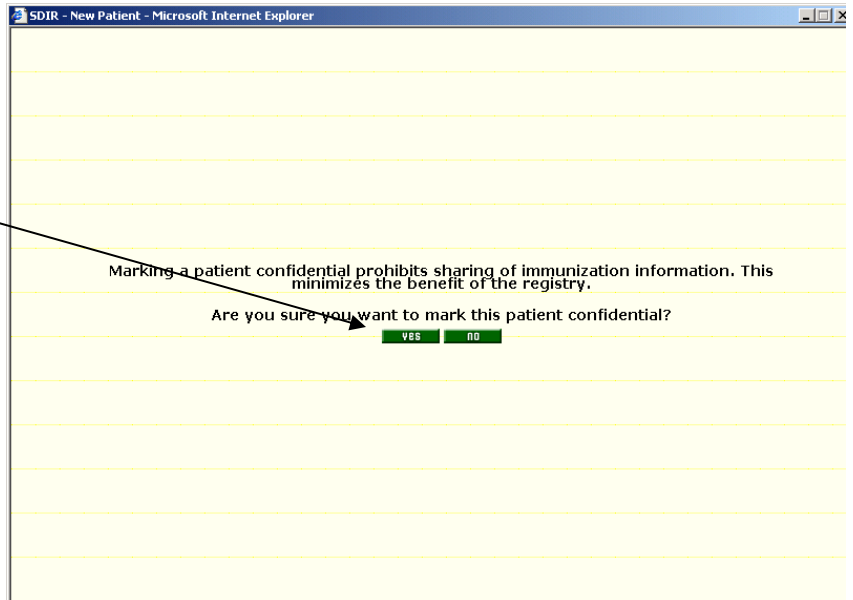 SDIR - New Patient - Microsoft Internet Explorer
Marking a patient confidential prohibits sharing of immunization information. This
minimizes the benefit of the registry.
Are you sure you want to mark this patient confidential?
YES NO